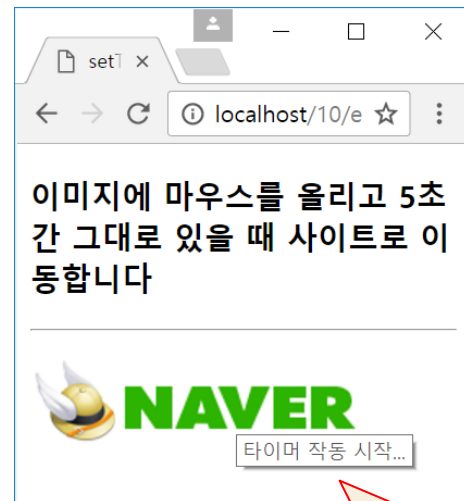 setT
localhost/10/e
이미지에 마우스를 올리고 5초
간 그대로 있을 때 사이트로 이
동합니다
NAVER
타이머 작동 시작...